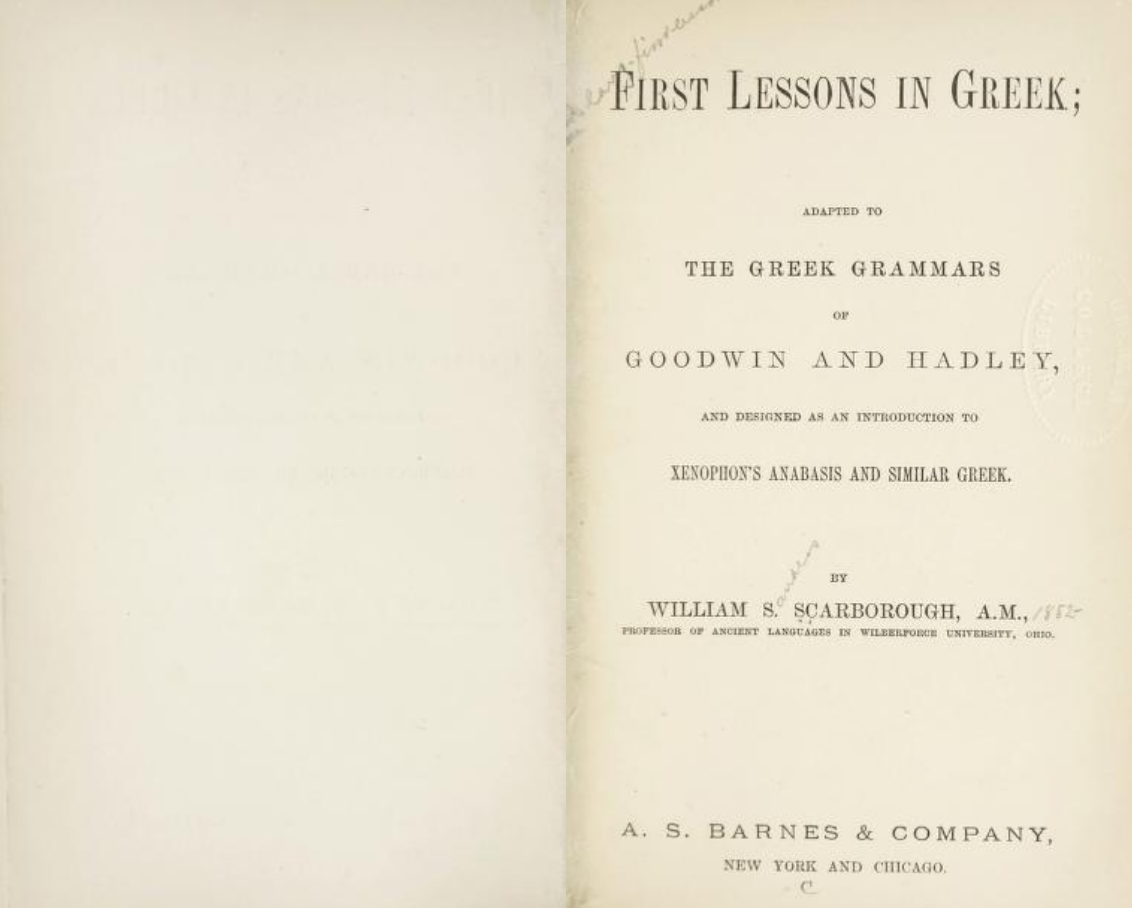 FIRST LESSONS IN GREEK;
ADAPTED TO
THE GREEK GRAMMARS
OF
GOODWIN AND HADLEY,
AND DESIGNED AS AN INTRODUCTION TO
XENOPHON'S ANABASIS AND SIMILAR GREEK.
BY
anders
WILLIAM S. SCARBOROUGH, A.M., 1852-
PROFESSOR OF ANCIENT LANGUAGES IN WILBERFORCE UNIVERSITY, OHIO.
A. S. BARNES & COMPANY,
NEW YORK AND CHICAGO.
C